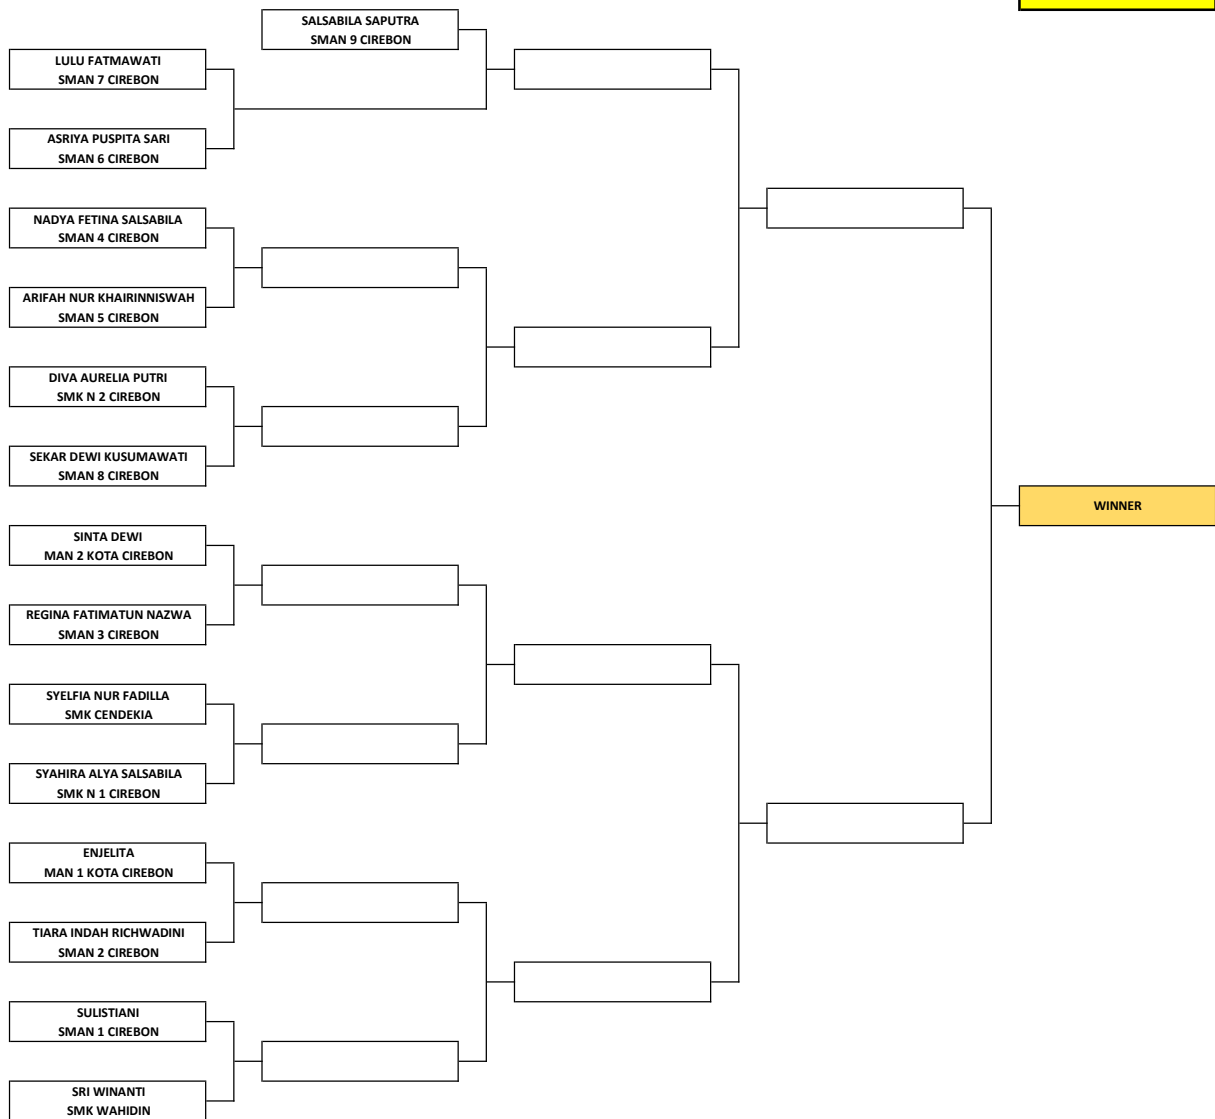 SALSABILA SAPUTRA
SMAN 9 CIREBON
LULU FATMAWATI
SMAN 7 CIREBON
ASRIYA PUSPITA SARI
SMAN 6 CIREBON
NADYA FETINA SALSABILA
SMAN 4 CIREBON
ARIFAH NUR KHAIRINNISWAH
SMAN 5 CIREBON
DIVA AURELIA PUTRI
SMK N 2 CIREBON
SEKAR DEWI KUSUMAWATI
SMAN 8 CIREBON
WINNER
SINTA DEWI
MAN 2 KOTA CIREBON
REGINA FATIMATUN NAZWA
SMAN 3 CIREBON
SYELFIA NUR FADILLA
SMK CENDEKIA
SYAHIRA ALYA SALSABILA
SMK N 1 CIREBON
ENJELITA
MAN 1 KOTA CIREBON
TIARA INDAH RICHWADINI
SMAN 2 CIREBON
SULISTIANI
SMAN 1 CIREBON
SRI WINANTI
SMK WAHIDIN